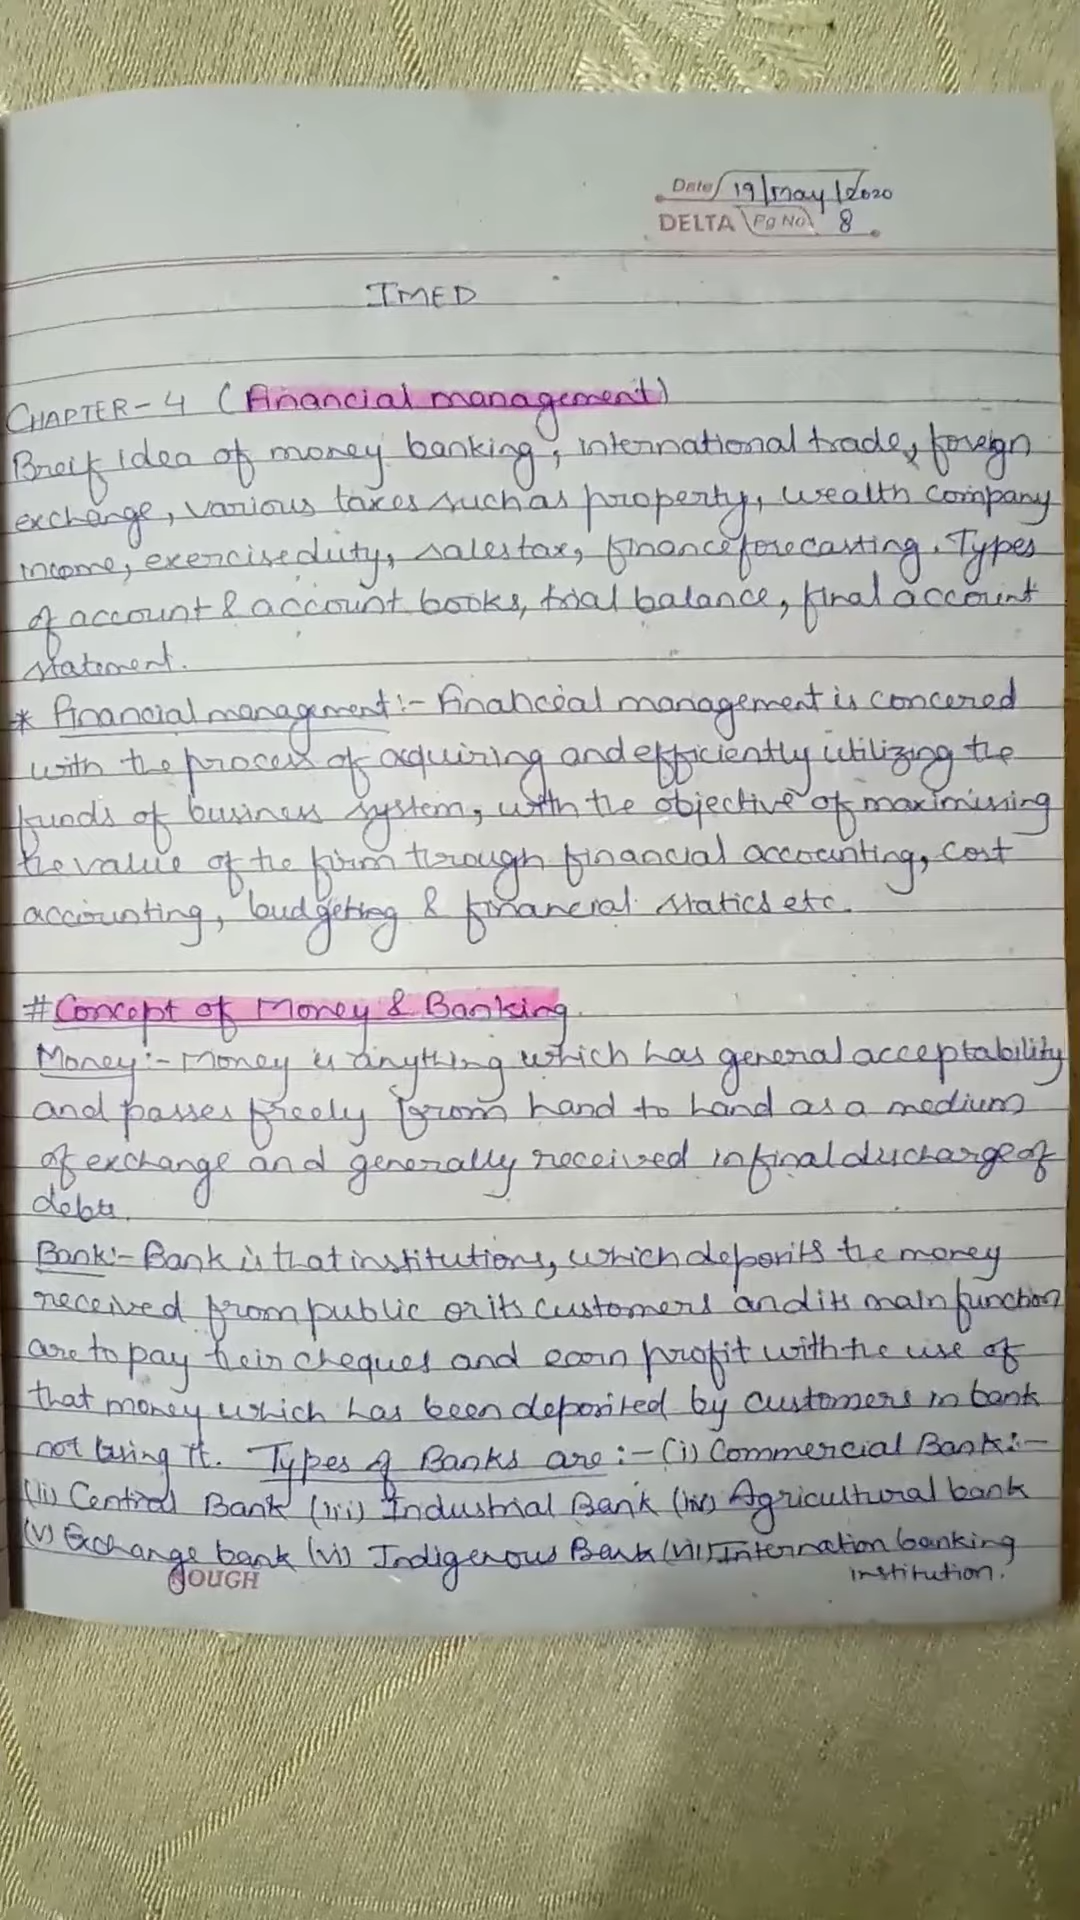 Date 19/may/2020
DELTA Pg No 8
IMED
CHAPTER-4 (Financial management)
Breif idea of money banking, international trade, foreign
exchange, various taxes such as property, wealth company
income, exercise duty, sales tax, finance forecasting. Types
of account & account books, trial balance, final account
statement.
* Financial management:- Financial management is concered
with the process of aquiring and efficiently utilizing the
funds of business system, with the objective of maximising
the value of the firm through financial accounting, cost
accounting, budgeting & financial statics etc.
# Concept of Money & Banking
Money:- Money is anything which has general acceptability
and passes freely from hand to hand as a medium
of exchange and generally received in final discharge of
debts.
Bank:- Bank is that institutions, which deposits the money
received from public or its customers and its main function
are to pay their cheques and earn profit with the use of
that money which has been deposited by customers in bank
not using it. Types of Banks are:- (i) Commercial Bank:-
(ii) Central Bank (iii) Industrial Bank (iv) Agricultural bank
(v) Exchange bank (vi) Indigenous Bank (vii) Internation banking
institution.
OUGH